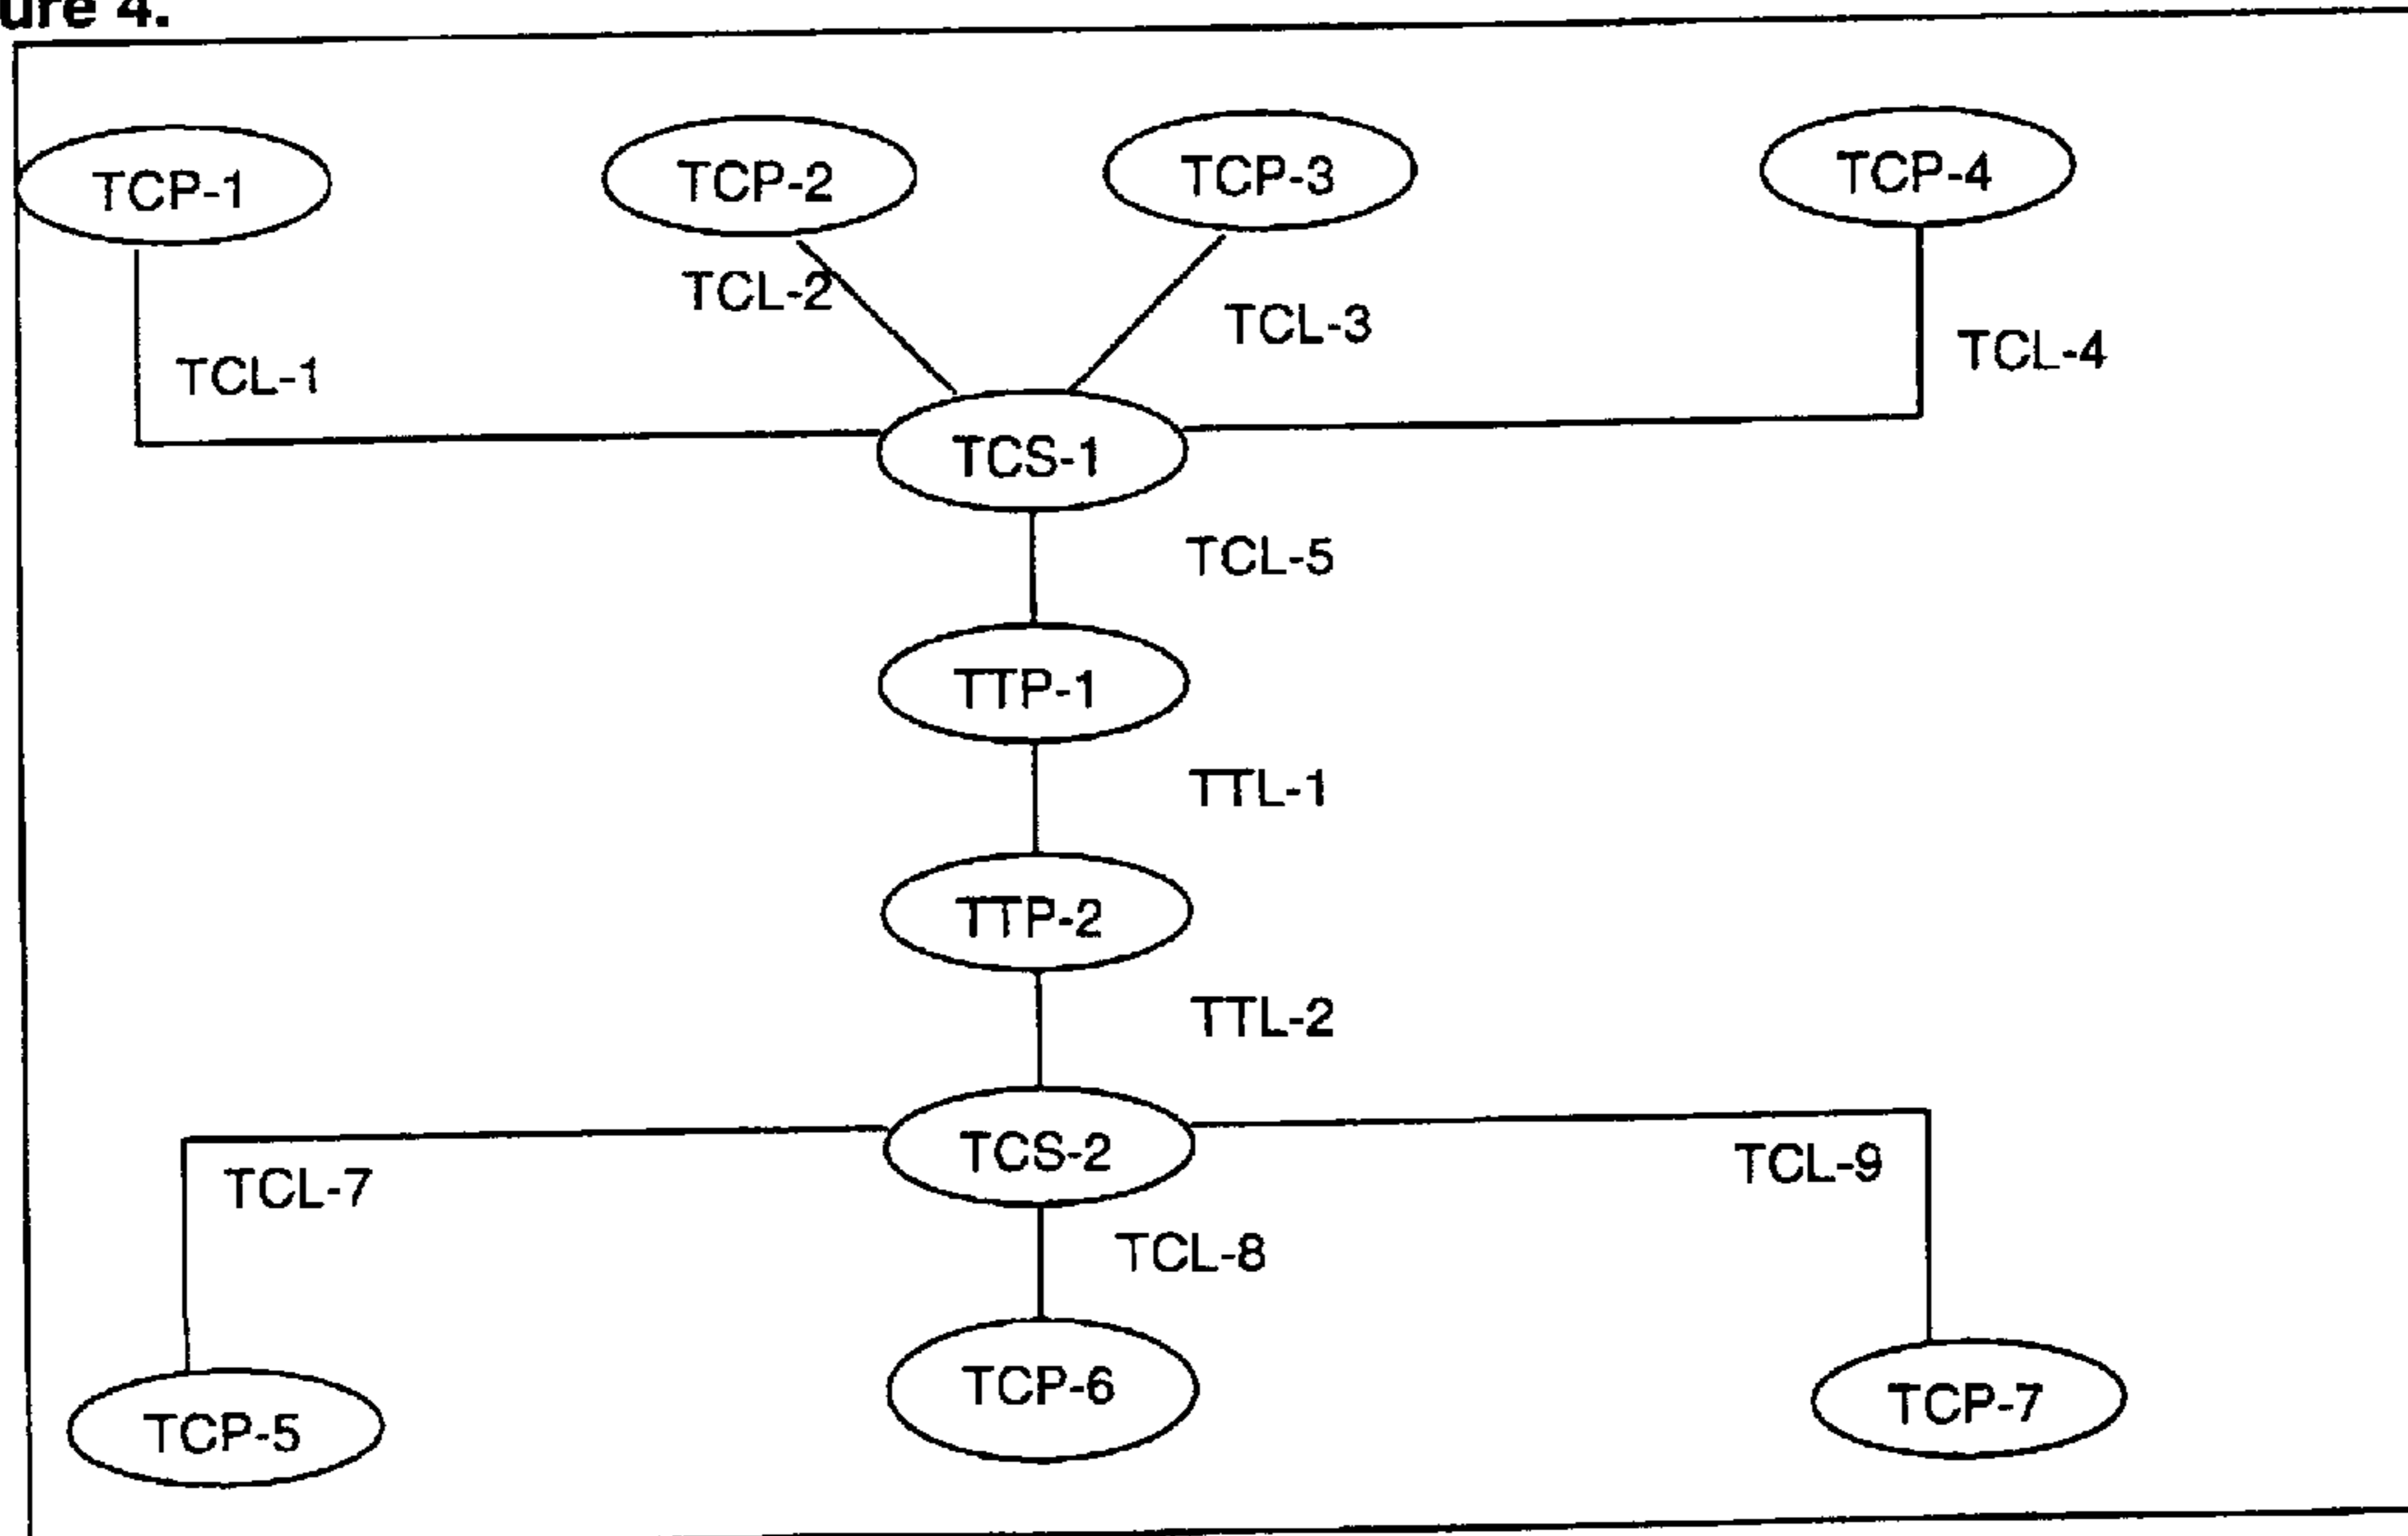 ure 4.
TCP-1 TCP-2 TCP-3 TCP-4
TCL-2
TCL-3
TCL-4
TCL-1
TCS-1
TCL-5
TTP-1
TTL-1
TTP-2
TTL-2
TCS-2
TCL-9
TCL-7
TCL-8
TCP-6
TCP-7
TCP-5